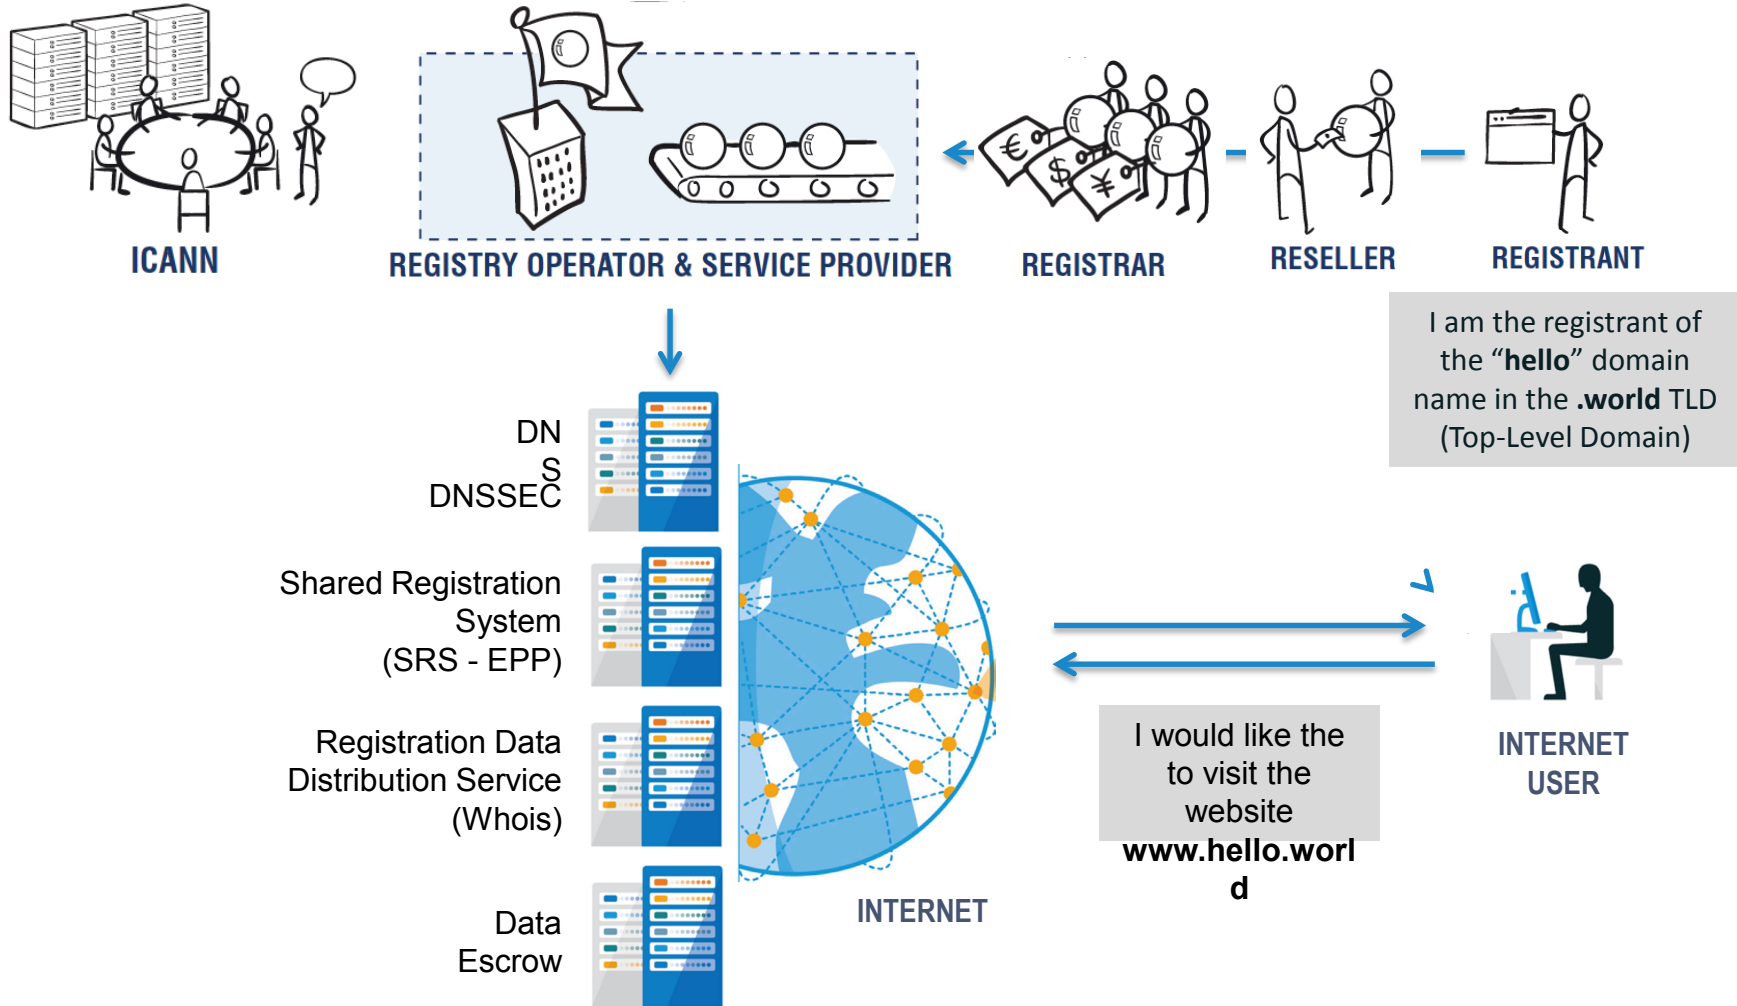 ICANN
REGISTRY OPERATOR & SERVICE PROVIDER
REGISTRAR
RESELLER
REGISTRANT
€
$
¥
I am the registrant of
the “hello” domain
name in the .world TLD
(Top-Level Domain)
DN
S
DNSSEC
Shared Registration
System
(SRS - EPP)
Registration Data
Distribution Service
(Whois)
Data
Escrow
INTERNET
I would like the
to visit the
website
www.hello.worl
d
INTERNET
USER